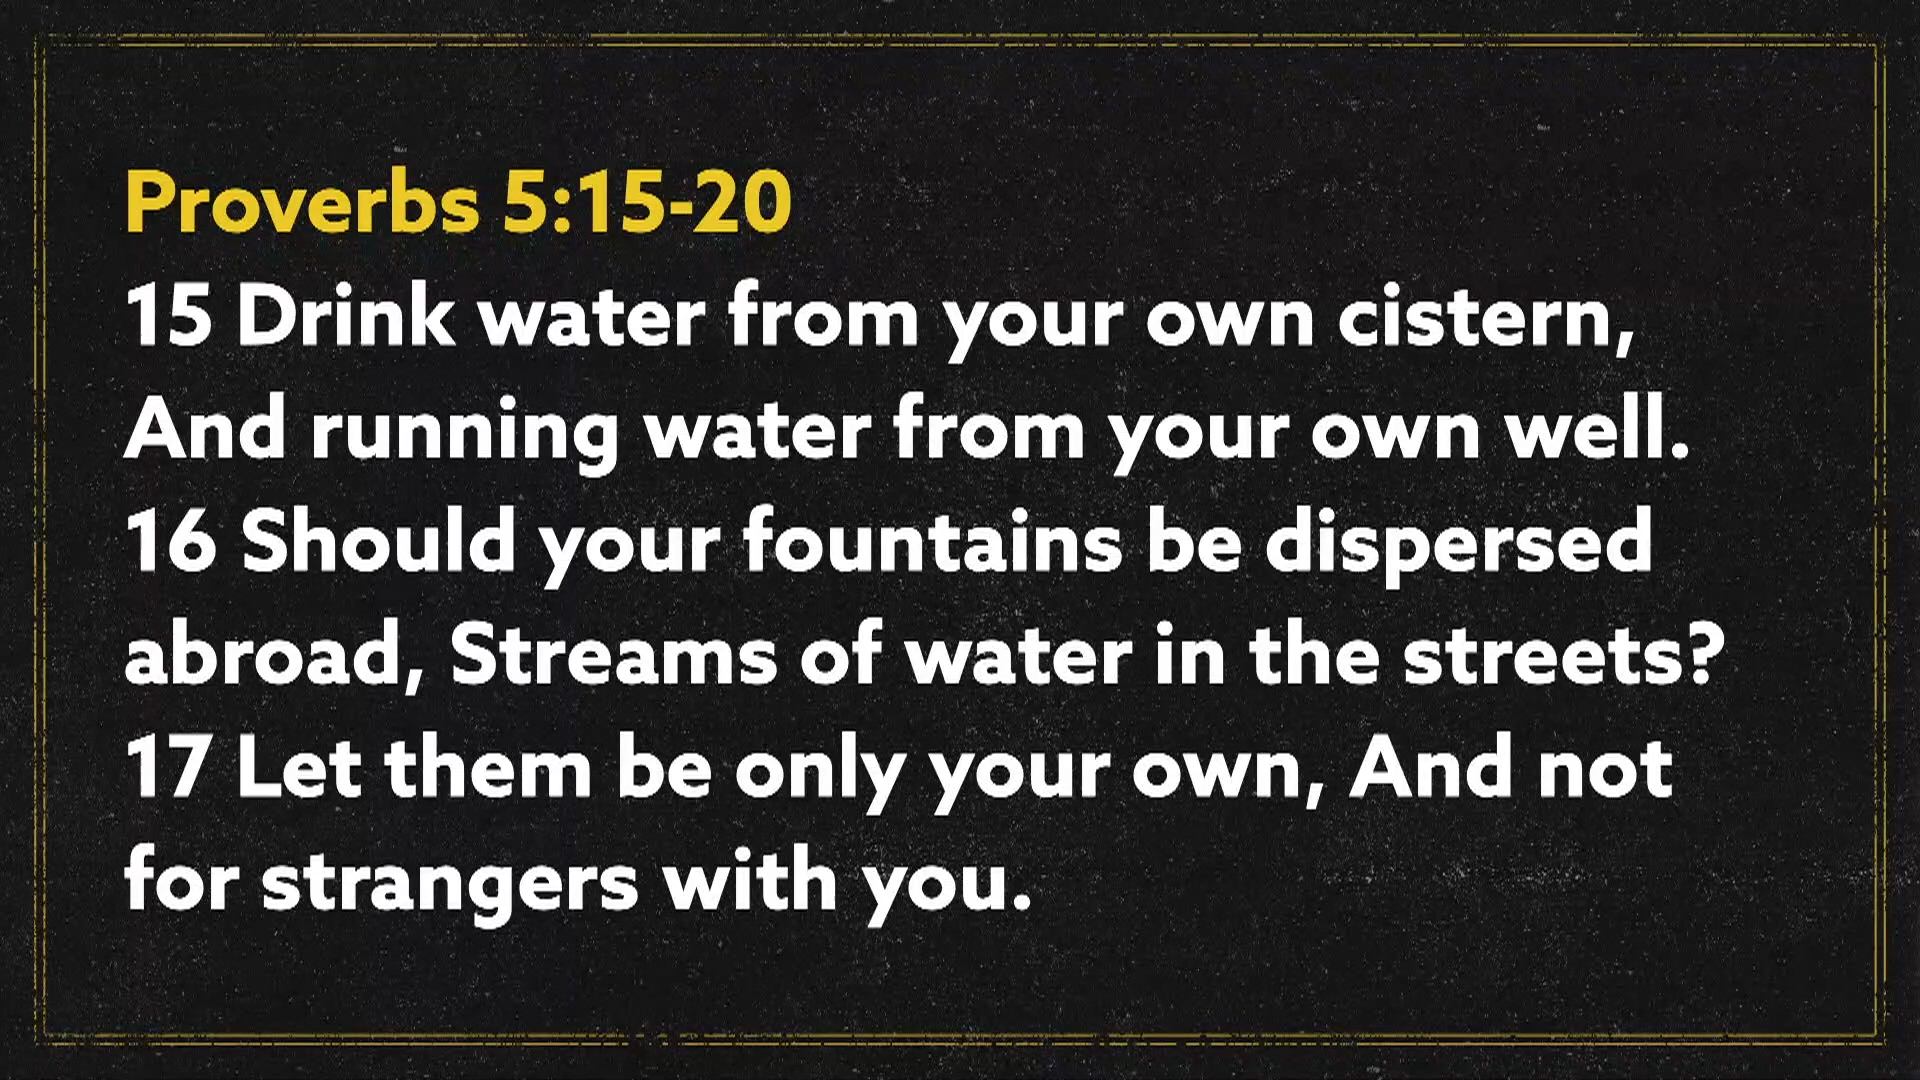 Proverbs 5:15-20
15 Drink water from your own cistern,
And running water from your own well.
16 Should your fountains be dispersed
abroad, Streams of water in the streets?
17 Let them be only your own, And not
for strangers with you.